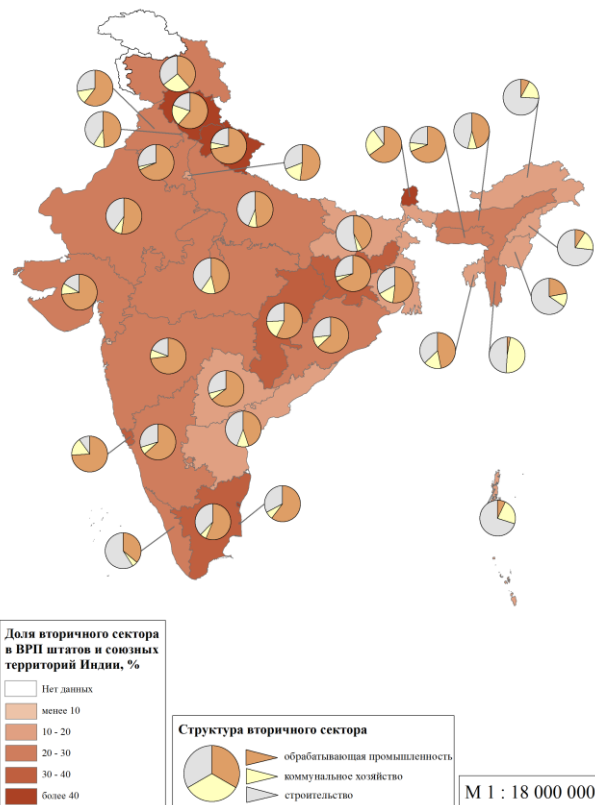 Доля вторичного сектора
в ВРП штатов и союзных
территорий Индии, %
Нет данных
менее 10
10 - 20
20 - 30
30 - 40
более 40
Структура вторичного сектора
обрабатывающая промышленность
коммунальное хозяйство
строительство
М 1 : 18 000 000